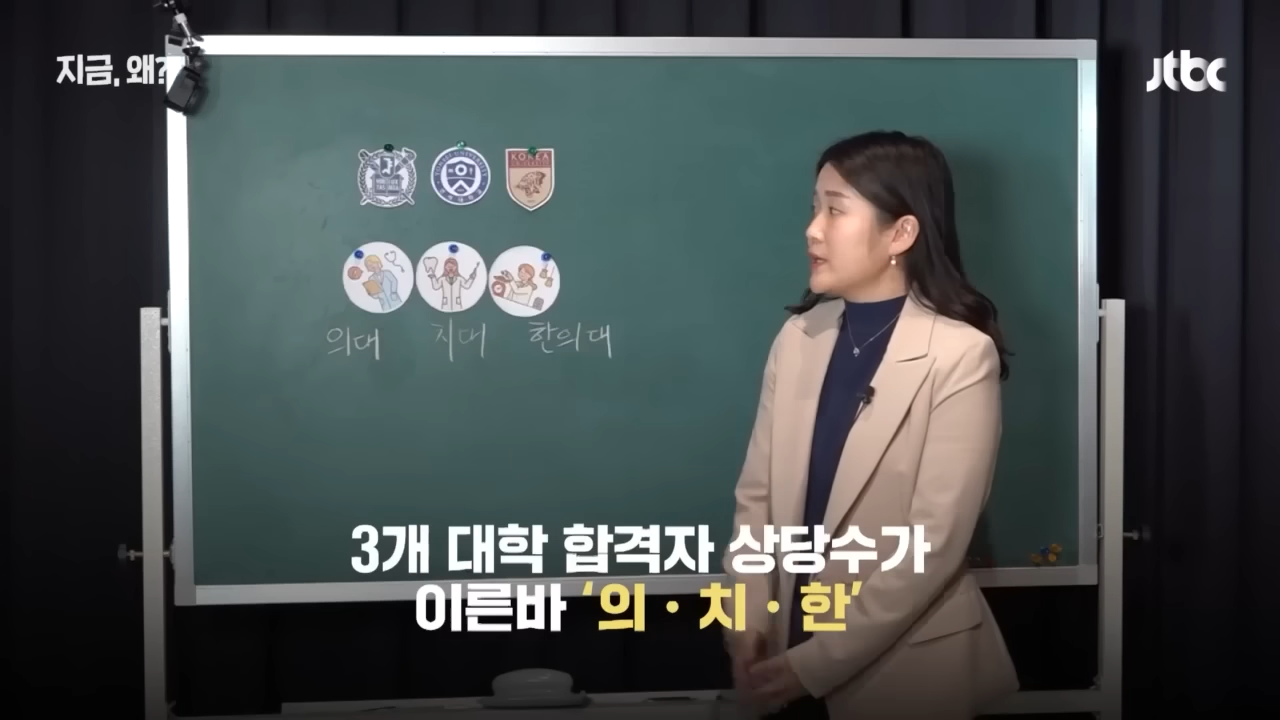 지금, 왜?
jtbc
KOREA
의대 치대 한의대
3개 대학 합격자 상당수가
이른바 ‘의·치·한’